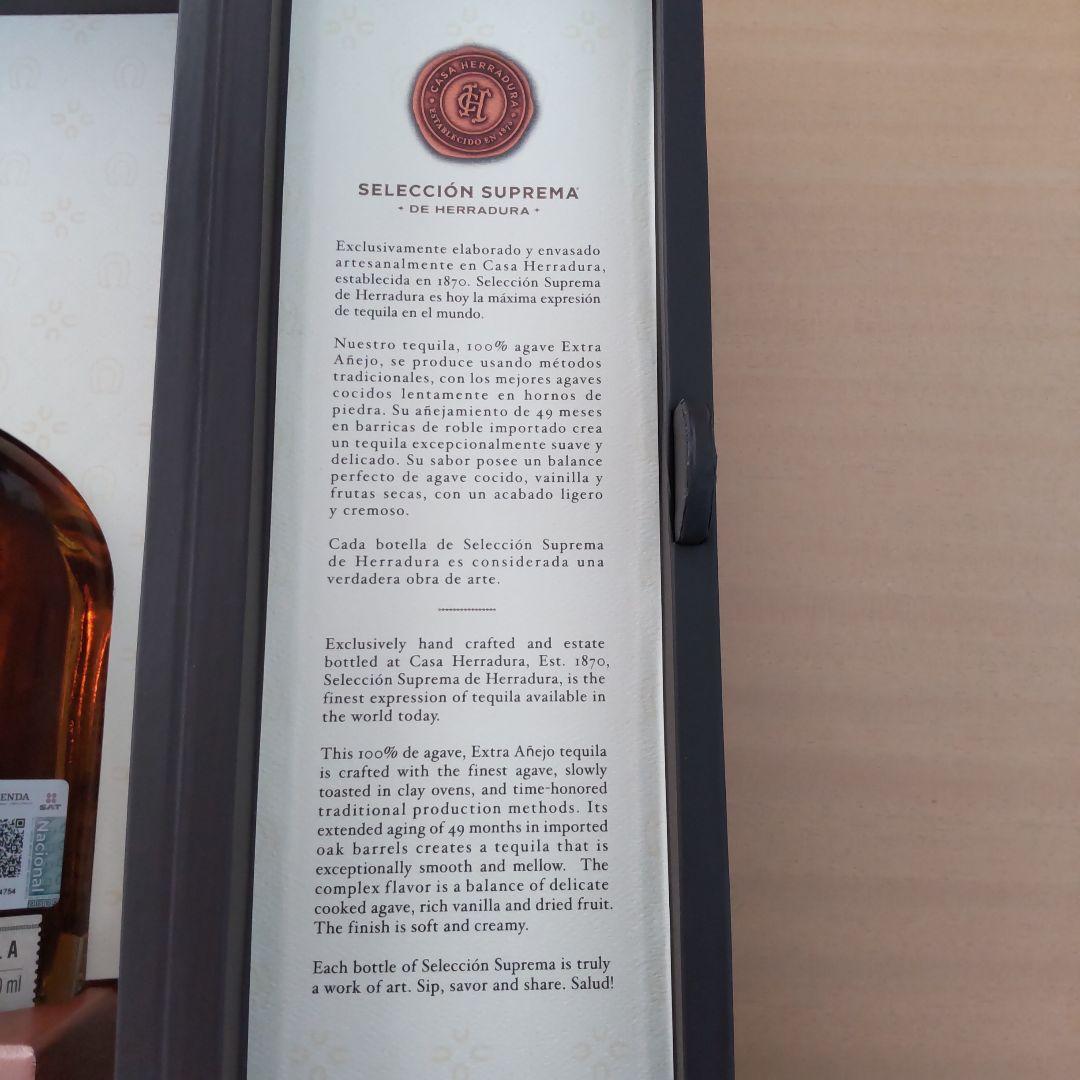 CASA HERRADURA
H
ESTABLECIDO EN 1870
SELECCIÓN SUPREMA
DE HERRADURA
Exclusivamente elaborado y envasado
artesanalmente en Casa Herradura,
establecida en 1870. Selección Suprema
de Herradura es hoy la máxima expresión
de tequila en el mundo.
Nuestro tequila, 100% agave Extra
Añejo, se produce usando métodos
tradicionales, con los mejores agaves
cocidos lentamente en hornos de
piedra. Su añejamiento de 49 meses
en barricas de roble importado crea
un tequila excepcionalmente suave y
delicado. Su sabor posee un balance
perfecto de agave cocido, vainilla y
frutas secas, con un acabado ligero
y cremoso.
Cada botella de Selección Suprema
de Herradura es considerada una
verdadera obra de arte.
Exclusively hand crafted and estate
bottled at Casa Herradura, Est. 1870,
Selección Suprema de Herradura, is the
finest expression of tequila available in
the world today.
This 100% de agave, Extra Añejo tequila
is crafted with the finest agave, slowly
toasted in clay ovens, and time-honored
traditional production methods. Its
extended aging of 49 months in imported
oak barrels creates a tequila that is
exceptionally smooth and mellow. The
complex flavor is a balance of delicate
cooked agave, rich vanilla and dried fruit.
The finish is soft and creamy.
Each bottle of Selección Suprema is truly
a work of art. Sip, savor and share. Salud!
ENDA
SAT
Nacional
4754
LA
ml